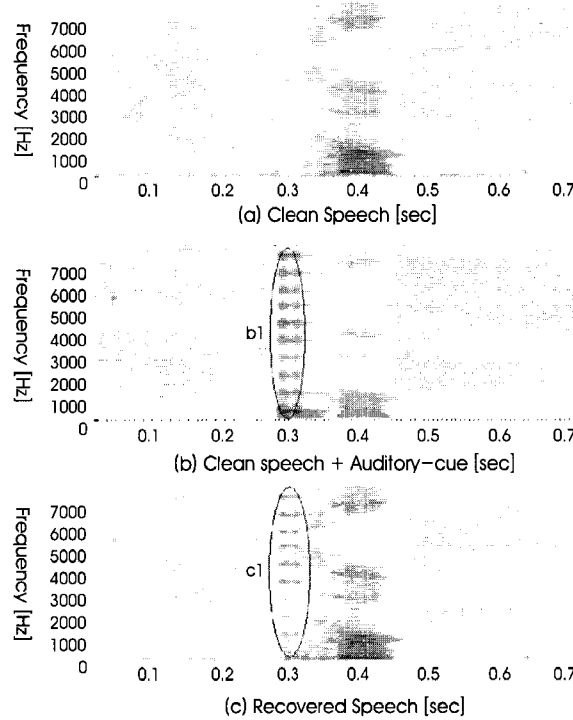 Frequency [Hz]
7000
6000
5000
4000
3000
2000
1000
0
0.1 0.2 0.3 0.4 0.5 0.6 0.7
(a) Clean Speech [sec]
Frequency [Hz]
7000
6000
5000
4000
3000
2000
1000
0
b1
0.1 0.2 0.3 0.4 0.5 0.6 0.7
(b) Clean speech + Auditory-cue [sec]
Frequency [Hz]
7000
6000
5000
4000
3000
2000
1000
0
c1
0.1 0.2 0.3 0.4 0.5 0.6 0.7
(c) Recovered Speech [sec]